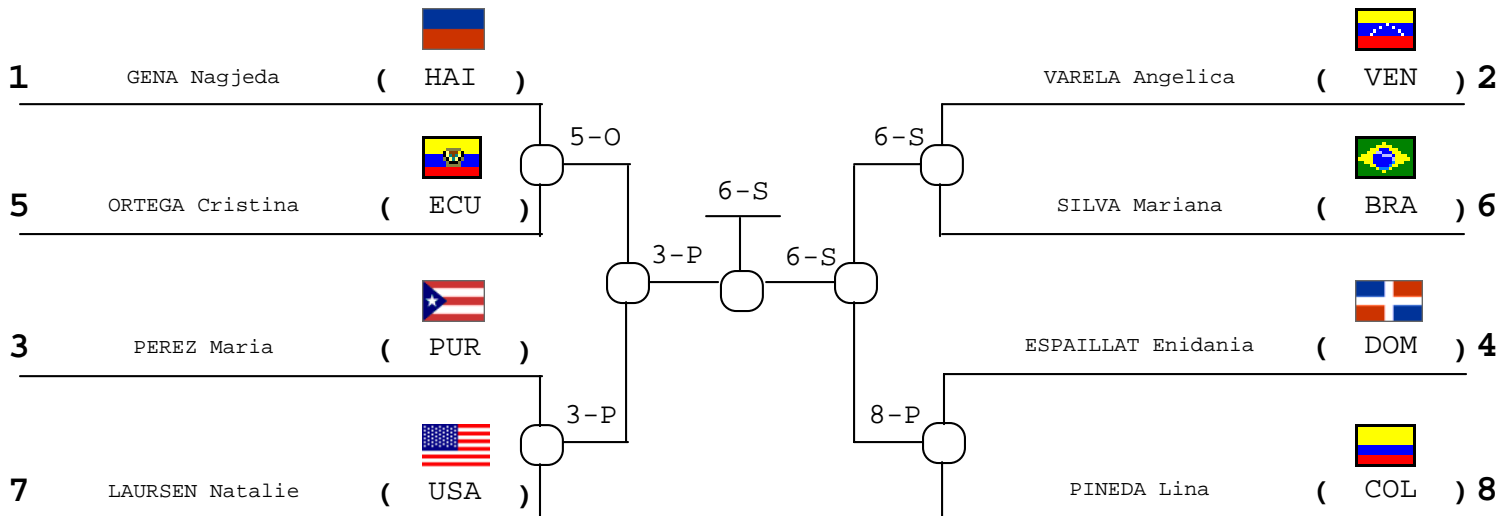 1 GENA Nagjeda ( HAI )
5-O
5 ORTEGA Cristina ( ECU )
3-P
3 PEREZ Maria ( PUR )
3-P
7 LAURSEN Natalie ( USA )
6-S
VARELA Angelica ( VEN ) 2
6-S
SILVA Mariana ( BRA ) 6
6-S
ESPAILLAT Enidania ( DOM ) 4
8-P
PINEDA Lina ( COL ) 8